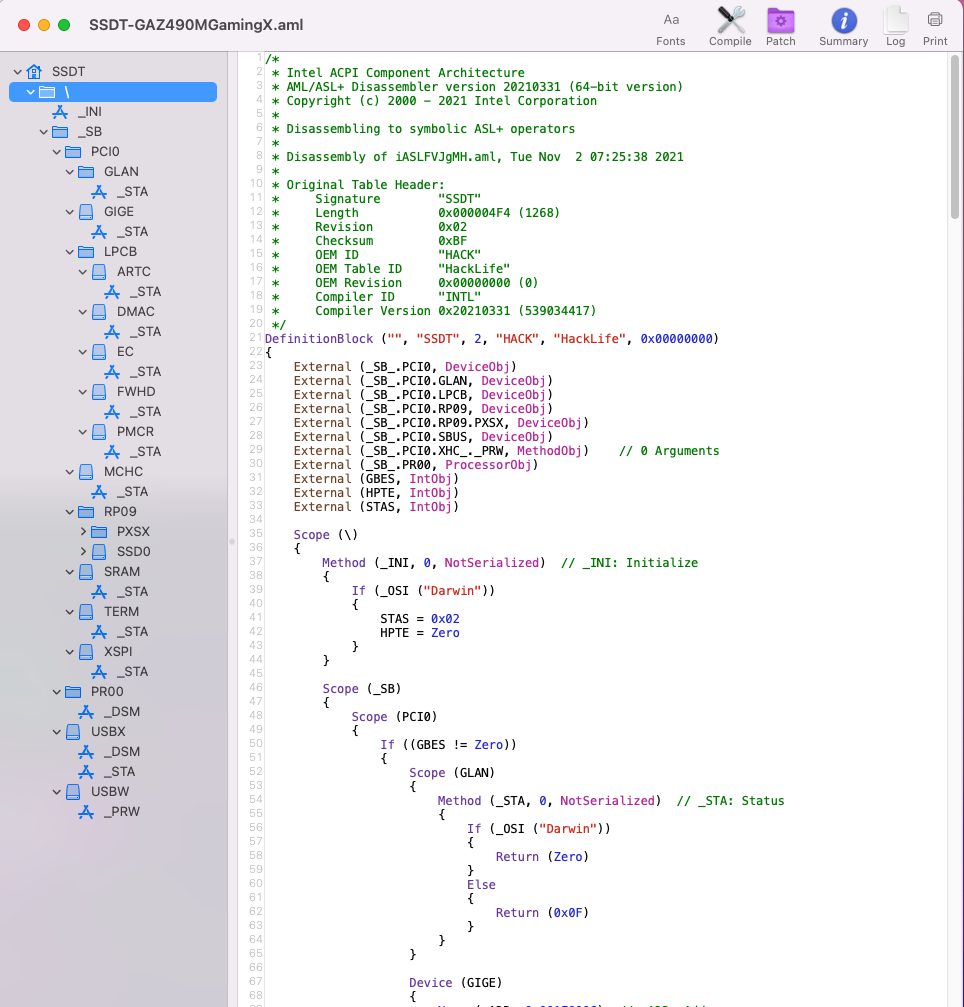 SSDT-GAZ490MGamingX.aml
Aa
Fonts
Compile
Patch
Summary
Log
Print
SSDT
\
_INI
_SB
PCI0
GLAN
_STA
GIGE
_STA
LPCB
ARTC
_STA
DMAC
_STA
EC
_STA
FWHD
_STA
PMCR
_STA
MCHC
_STA
RP09
PXSX
SSD0
SRAM
_STA
TERM
_STA
XSPI
_STA
PR00
_DSM
USBX
_DSM
_STA
USBW
_PRW
1 /*
2 * Intel ACPI Component Architecture
3 * AML/ASL+ Disassembler version 20210331 (64-bit version)
4 * Copyright (c) 2000 - 2021 Intel Corporation
5 *
6 * Disassembling to symbolic ASL+ operators
7 *
8 * Disassembly of iASLFVJgMH.aml, Tue Nov  2 07:25:38 2021
9 *
10 * Original Table Header:
11 *     Signature        "SSDT"
12 *     Length           0x000004F4 (1268)
13 *     Revision         0x02
14 *     Checksum         0xBF
15 *     OEM ID           "HACK"
16 *     OEM Table ID     "HackLife"
17 *     OEM Revision     0x00000000 (0)
18 *     Compiler ID      "INTL"
19 *     Compiler Version 0x20210331 (539034417)
20 */
21 DefinitionBlock ("", "SSDT", 2, "HACK", "HackLife", 0x00000000)
22 {
23     External (_SB_.PCI0, DeviceObj)
24     External (_SB_.PCI0.GLAN, DeviceObj)
25     External (_SB_.PCI0.LPCB, DeviceObj)
26     External (_SB_.PCI0.RP09, DeviceObj)
27     External (_SB_.PCI0.RP09.PXSX, DeviceObj)
28     External (_SB_.PCI0.SBUS, DeviceObj)
29     External (_SB_.PCI0.XHC_._PRW, MethodObj)    // 0 Arguments
30     External (_SB_.PR00, ProcessorObj)
31     External (GBES, IntObj)
32     External (HPTE, IntObj)
33     External (STAS, IntObj)
34
35     Scope (\)
36     {
37         Method (_INI, 0, NotSerialized)  // _INI: Initialize
38         {
39             If (_OSI ("Darwin"))
40             {
41                 STAS = 0x02
42                 HPTE = Zero
43             }
44         }
45
46         Scope (_SB)
47         {
48             Scope (PCI0)
49             {
50                 If ((GBES != Zero))
51                 {
52                     Scope (GLAN)
53                     {
54                         Method (_STA, 0, NotSerialized)  // _STA: Status
55                         {
56                             If (_OSI ("Darwin"))
57                             {
58                                 Return (Zero)
59                             }
60                             Else
61                             {
62                                 Return (0x0F)
63                             }
64                         }
65                     }
66
67                     Device (GIGE)
68                     {